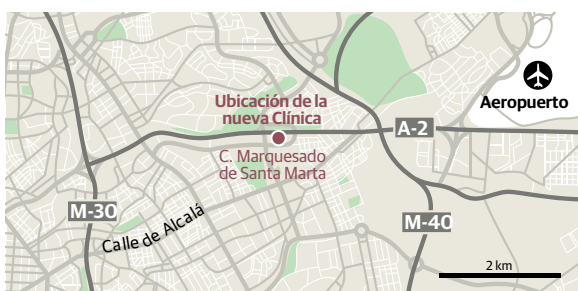 Aeropuerto
Ubicación de la
nueva Clínica
A-2
C. Marquesado
de Santa Marta
M-30
Calle de Alcalá
M-40
2 km